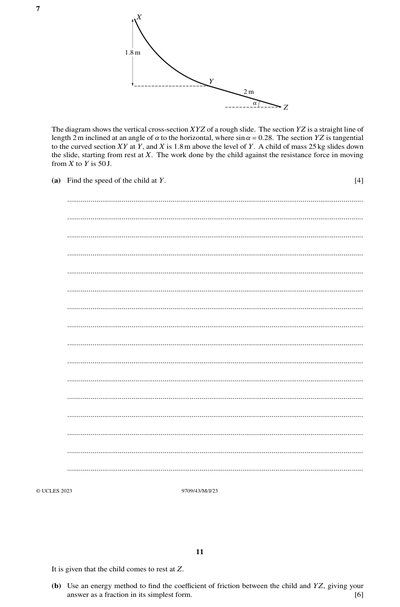 7
X
1.8 m
Y
2 m
α
Z
The diagram shows the vertical cross-section XYZ of a rough slide. The section YZ is a straight line of
length 2 m inclined at an angle of α to the horizontal, where sin α = 0.28. The section YZ is tangential
to the curved section XY at Y, and X is 1.8 m above the level of Y. A child of mass 25 kg slides down
the slide, starting from rest at X. The work done by the child against the resistance force in moving
from X to Y is 50 J.
(a) Find the speed of the child at Y. [4]
© UCLES 2023 9709/43/M/J/23
11
It is given that the child comes to rest at Z.
(b) Use an energy method to find the coefficient of friction between the child and YZ, giving your
answer as a fraction in its simplest form. [6]